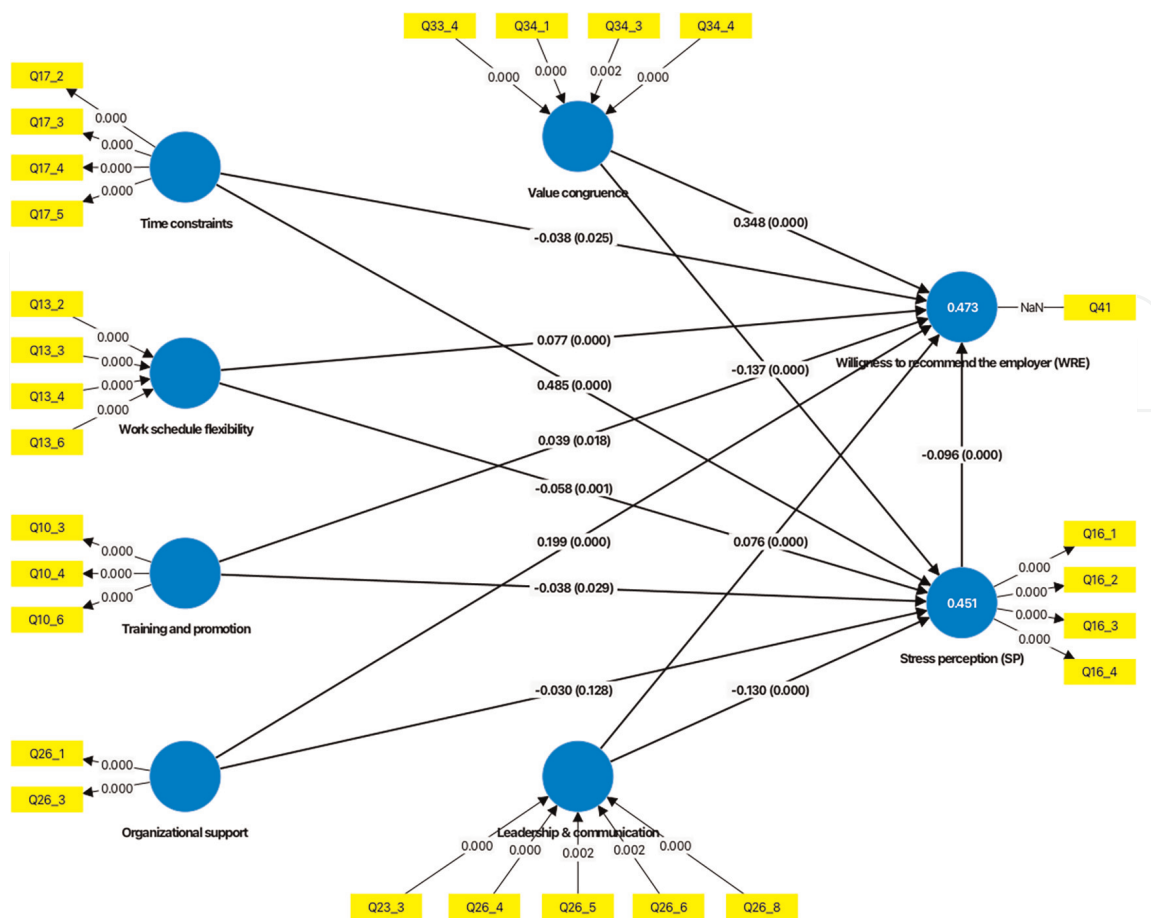 Q33_4 Q34_1 Q34_3 Q34_4
0.000 0.000 0.002 0.000
Value congruence
Q17_2
Q17_3
Q17_4
Q17_5
0.000
0.000
0.000
0.000
Time constraints
Q13_2
Q13_3
Q13_4
Q13_6
0.000
0.000
0.000
0.000
Work schedule flexibility
Q10_3
Q10_4
Q10_6
0.000
0.000
0.000
Training and promotion
Q26_1
Q26_3
0.000
0.000
Organizational support
0.348 (0.000)
-0.038 (0.025)
0.077 (0.000)
-0.137 (0.000)
0.485 (0.000)
0.039 (0.018)
-0.096 (0.000)
-0.058 (0.001)
0.199 (0.000)
0.076 (0.000)
-0.038 (0.029)
-0.030 (0.128)
-0.130 (0.000)
0.473
NaN
Q41
Willigness to recommend the employer (WRE)
0.451
Stress perception (SP)
0.000
0.000
0.000
0.000
Q16_1
Q16_2
Q16_3
Q16_4
Leadership & communication
0.000 0.000 0.002 0.002 0.000
Q23_3 Q26_4 Q26_5 Q26_6 Q26_8